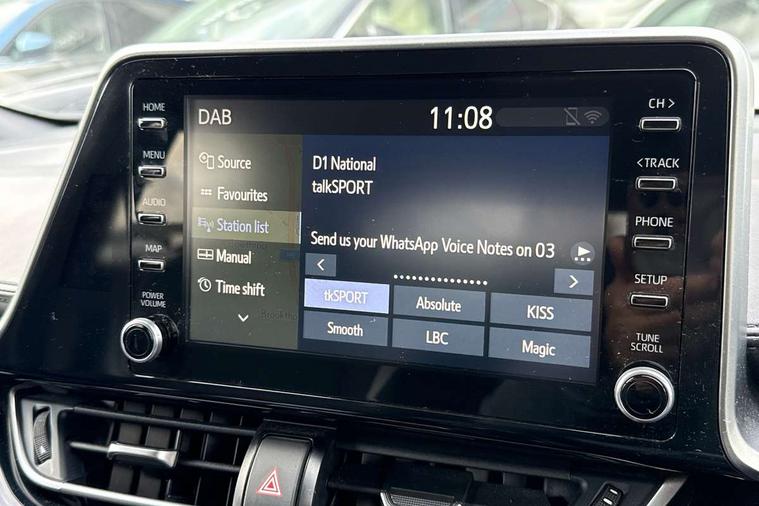 HOME
MENU
AUDIO
MAP
POWER
VOLUME
DAB
11:08
Source
Favourites
Station list
Manual
Time shift
D1 National
talkSPORT
Send us your WhatsApp Voice Notes on 03
tkSPORT
Absolute
KISS
Smooth
LBC
Magic
CH >
< TRACK
PHONE
SETUP
TUNE
SCROLL